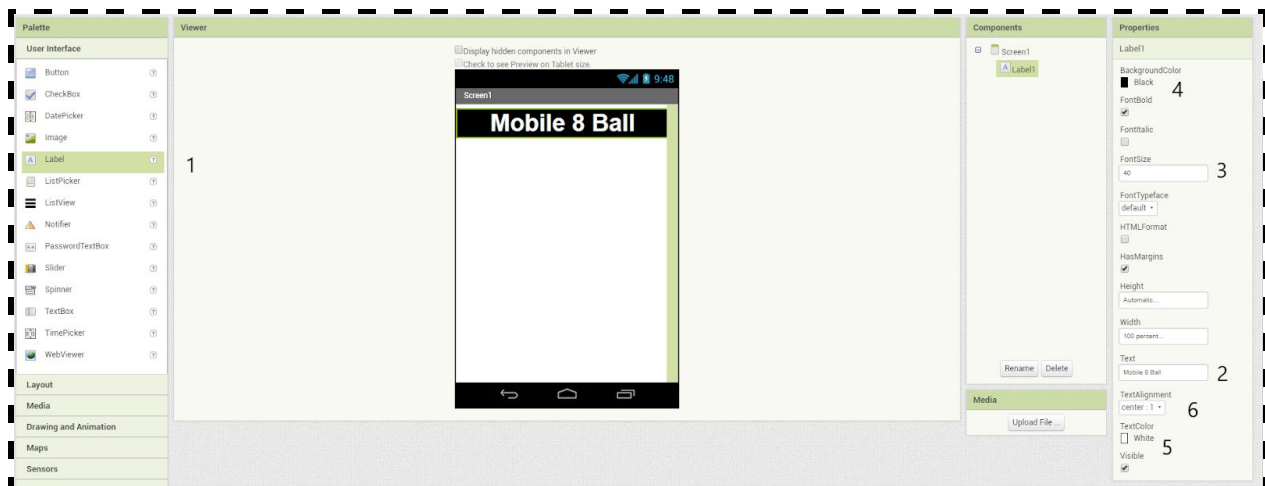 Palette
User Interface
Button
CheckBox
DatePicker
Image
Label
ListPicker
ListView
Notifier
PasswordTextBox
Slider
Spinner
TextBox
TimePicker
WebViewer
Layout
Media
Drawing and Animation
Maps
Sensors
Viewer
1
Display hidden components in Viewer
Check to see Preview on Tablet size.
9:48
Screen1
Mobile 8 Ball
Components
Screen1
Label1
Rename Delete
Media
Upload File ...
Properties
Label1
BackgroundColor
Black 4
FontBold
FontItalic
FontSize
40 3
FontTypeface
default
HTMLFormat
HasMargins
Height
Automatic...
Width
100 percent...
Text
Mobile 8 Ball 2
TextAlignment
center : 1 6
TextColor
White 5
Visible